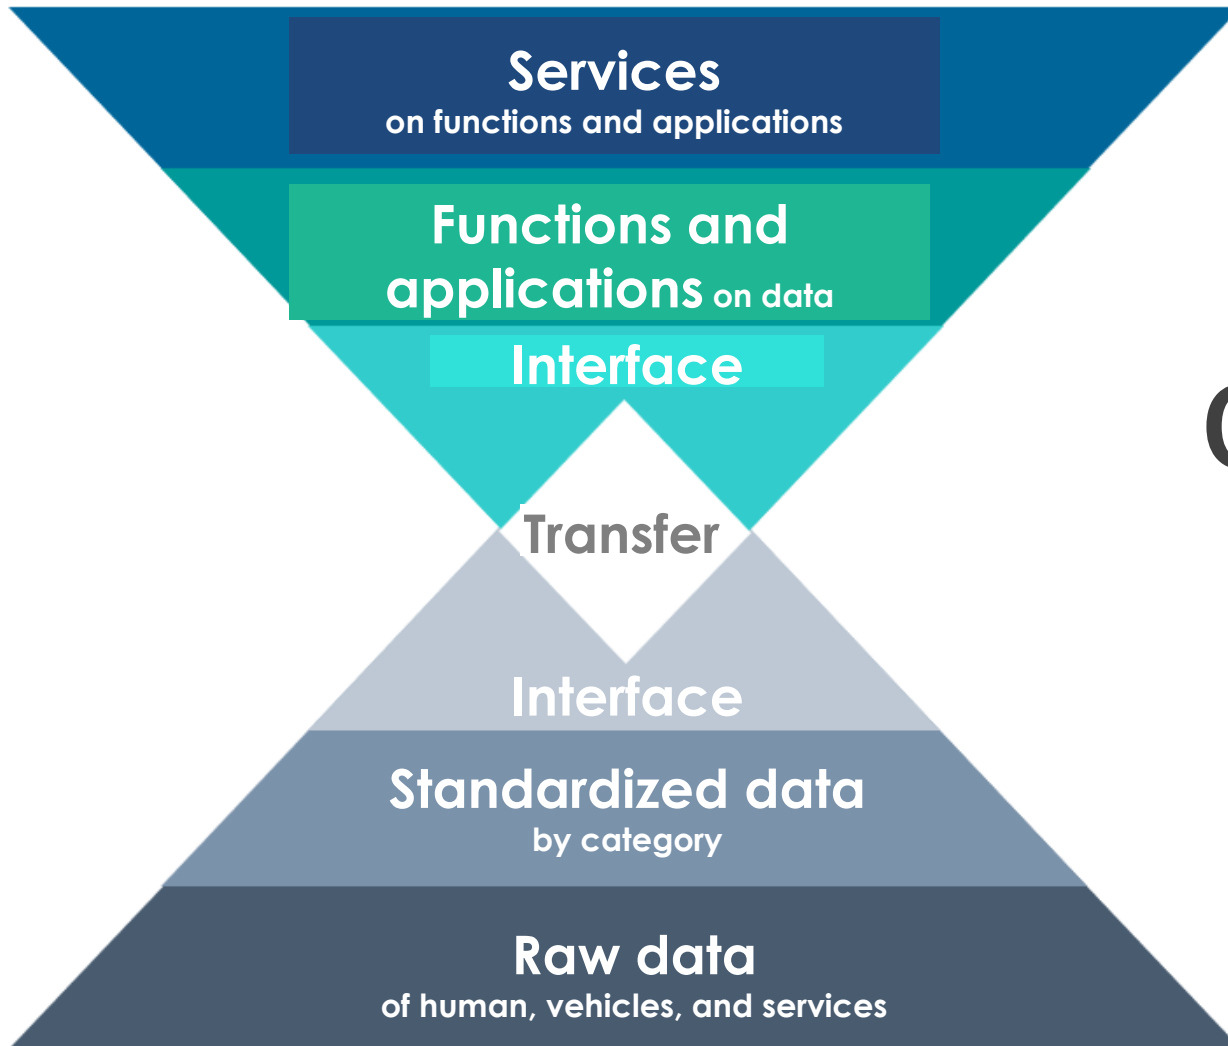 Services
on functions and applications
Functions and
applications on data
Interface
Transfer
Interface
Standardized data
by category
Raw data
of human, vehicles, and services